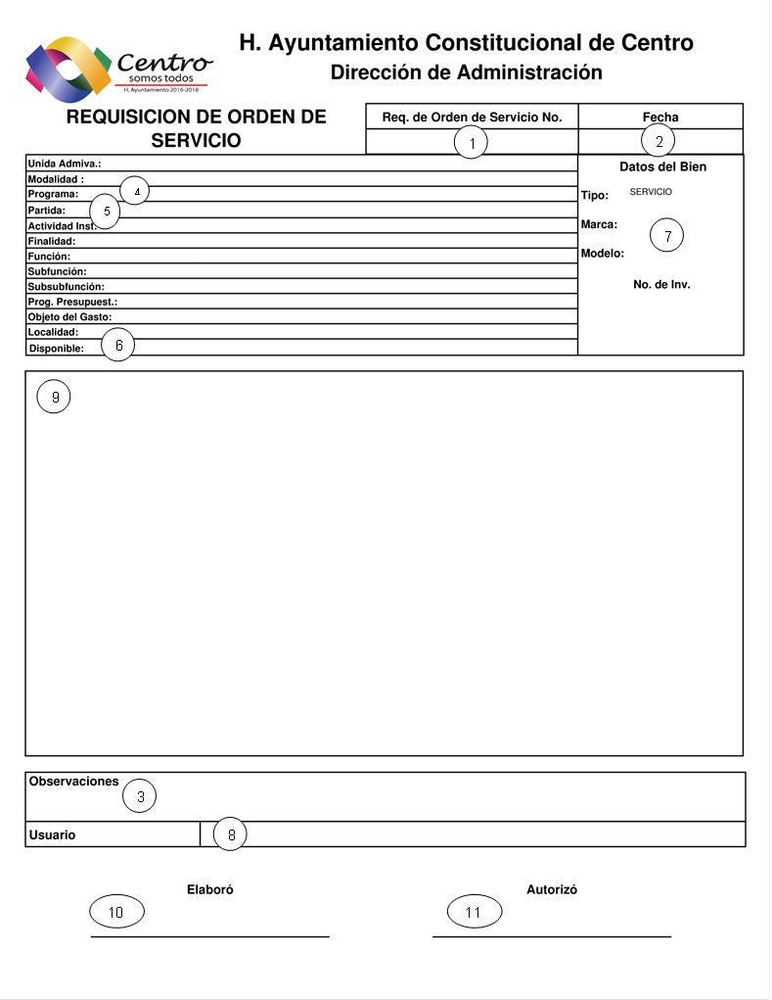 H. Ayuntamiento Constitucional de Centro
Dirección de Administración
Centro
somos todos
H. Ayuntamiento 2016-2018
REQUISICION DE ORDEN DE
SERVICIO
Req. de Orden de Servicio No.
Fecha
1
2
Unida Admiva.:
Modalidad :
Programa:
4
Partida:
5
Actividad Inst.
Finalidad:
Función:
Subfunción:
Subsubfunción:
Prog. Presupuest.:
Objeto del Gasto:
Localidad:
Disponible:
6
Datos del Bien
Tipo: SERVICIO
Marca:
7
Modelo:
No. de Inv.
9
Observaciones
3
Usuario
8
Elaboró
Autorizó
10
11